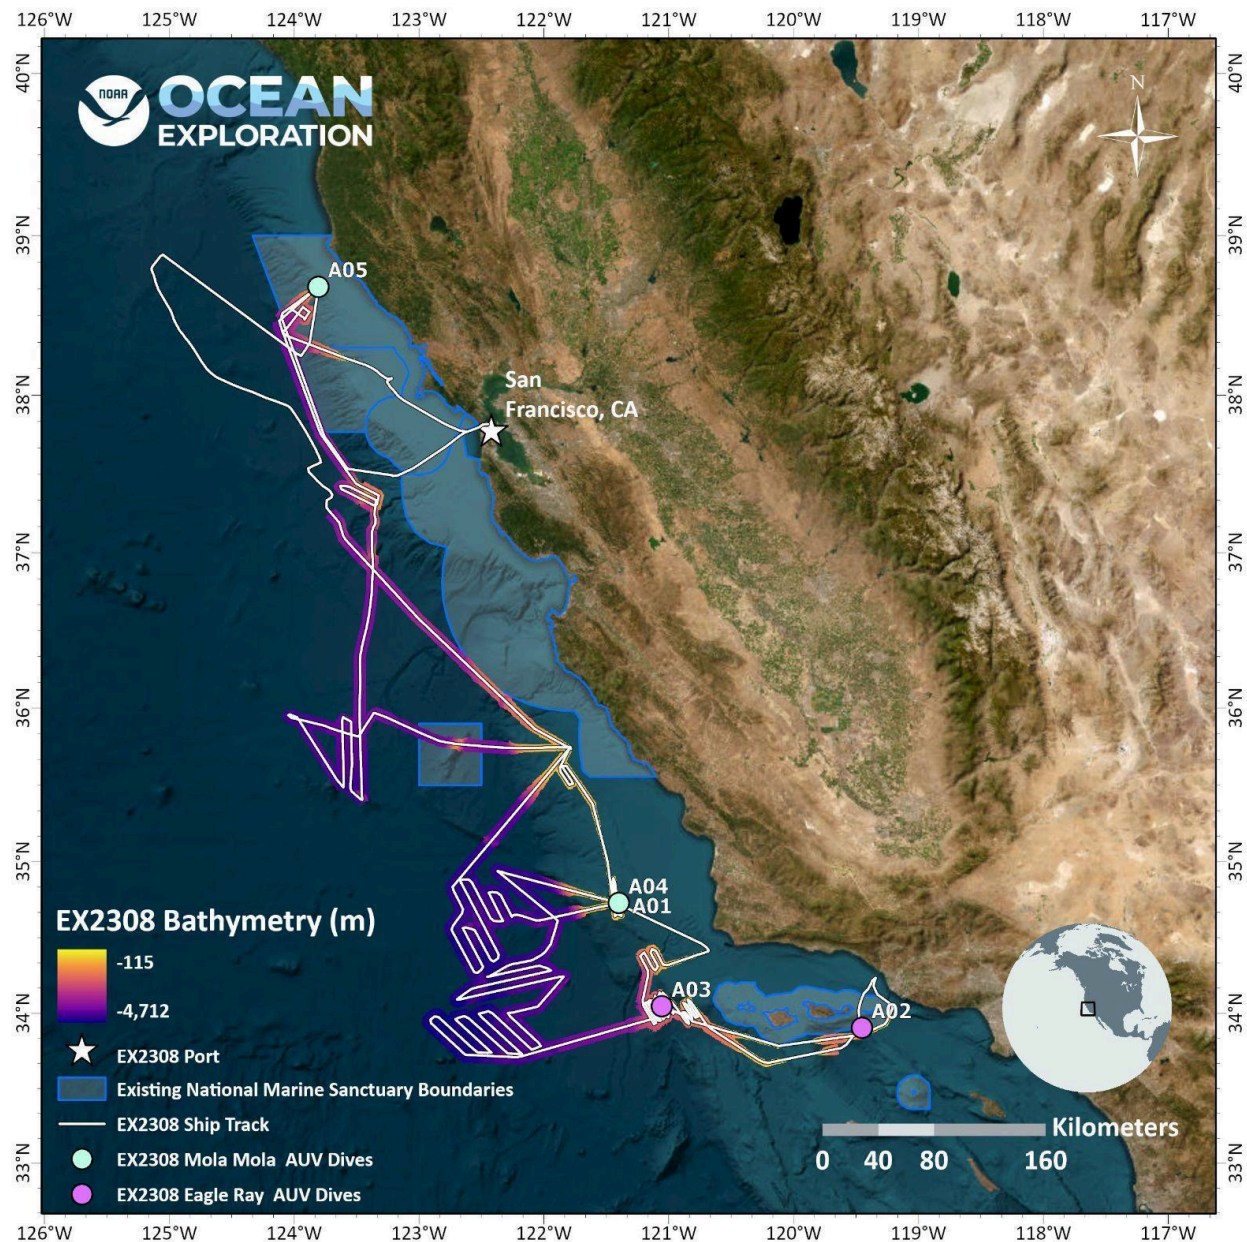 126°W 125°W 124°W 123°W 122°W 121°W 120°W 119°W 118°W 117°W
40°N 40°N
NOAA
OCEAN
EXPLORATION
N
39°N 39°N
A05
38°N 38°N
San
Francisco, CA
37°N 37°N
36°N 36°N
35°N 35°N
A04
A01
EX2308 Bathymetry (m)
-115
-4,712
34°N 34°N
A03
A02
EX2308 Port
Existing National Marine Sanctuary Boundaries
EX2308 Ship Track
Kilometers
0 40 80 160
33°N 33°N
EX2308 Mola Mola AUV Dives
EX2308 Eagle Ray AUV Dives
126°W 125°W 124°W 123°W 122°W 121°W 120°W 119°W 118°W 117°W